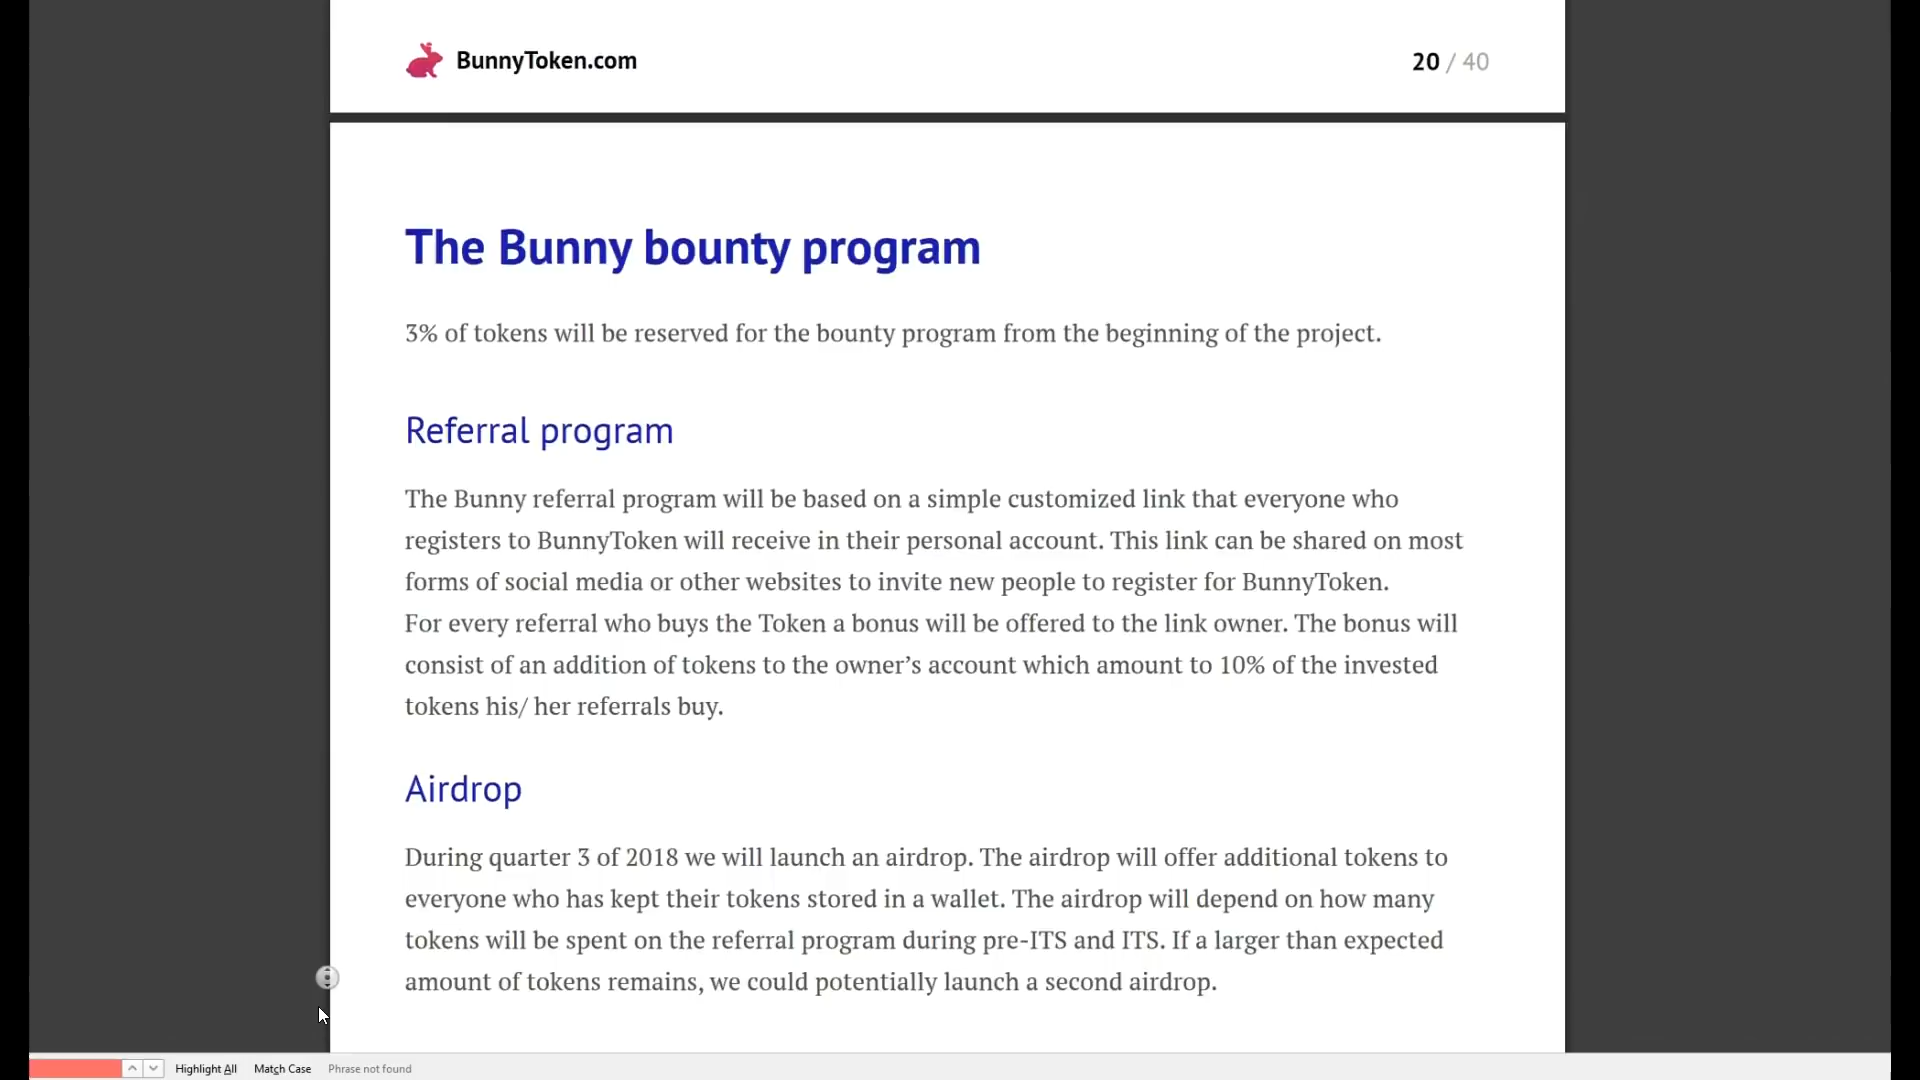 BunnyToken.com
20 / 40
The Bunny bounty program
3% of tokens will be reserved for the bounty program from the beginning of the project.
Referral program
The Bunny referral program will be based on a simple customized link that everyone who
registers to BunnyToken will receive in their personal account. This link can be shared on most
forms of social media or other websites to invite new people to register for BunnyToken.
For every referral who buys the Token a bonus will be offered to the link owner. The bonus will
consist of an addition of tokens to the owner’s account which amount to 10% of the invested
tokens his/ her referrals buy.
Airdrop
During quarter 3 of 2018 we will launch an airdrop. The airdrop will offer additional tokens to
everyone who has kept their tokens stored in a wallet. The airdrop will depend on how many
tokens will be spent on the referral program during pre-ITS and ITS. If a larger than expected
amount of tokens remains, we could potentially launch a second airdrop.
Highlight All Match Case Phrase not found